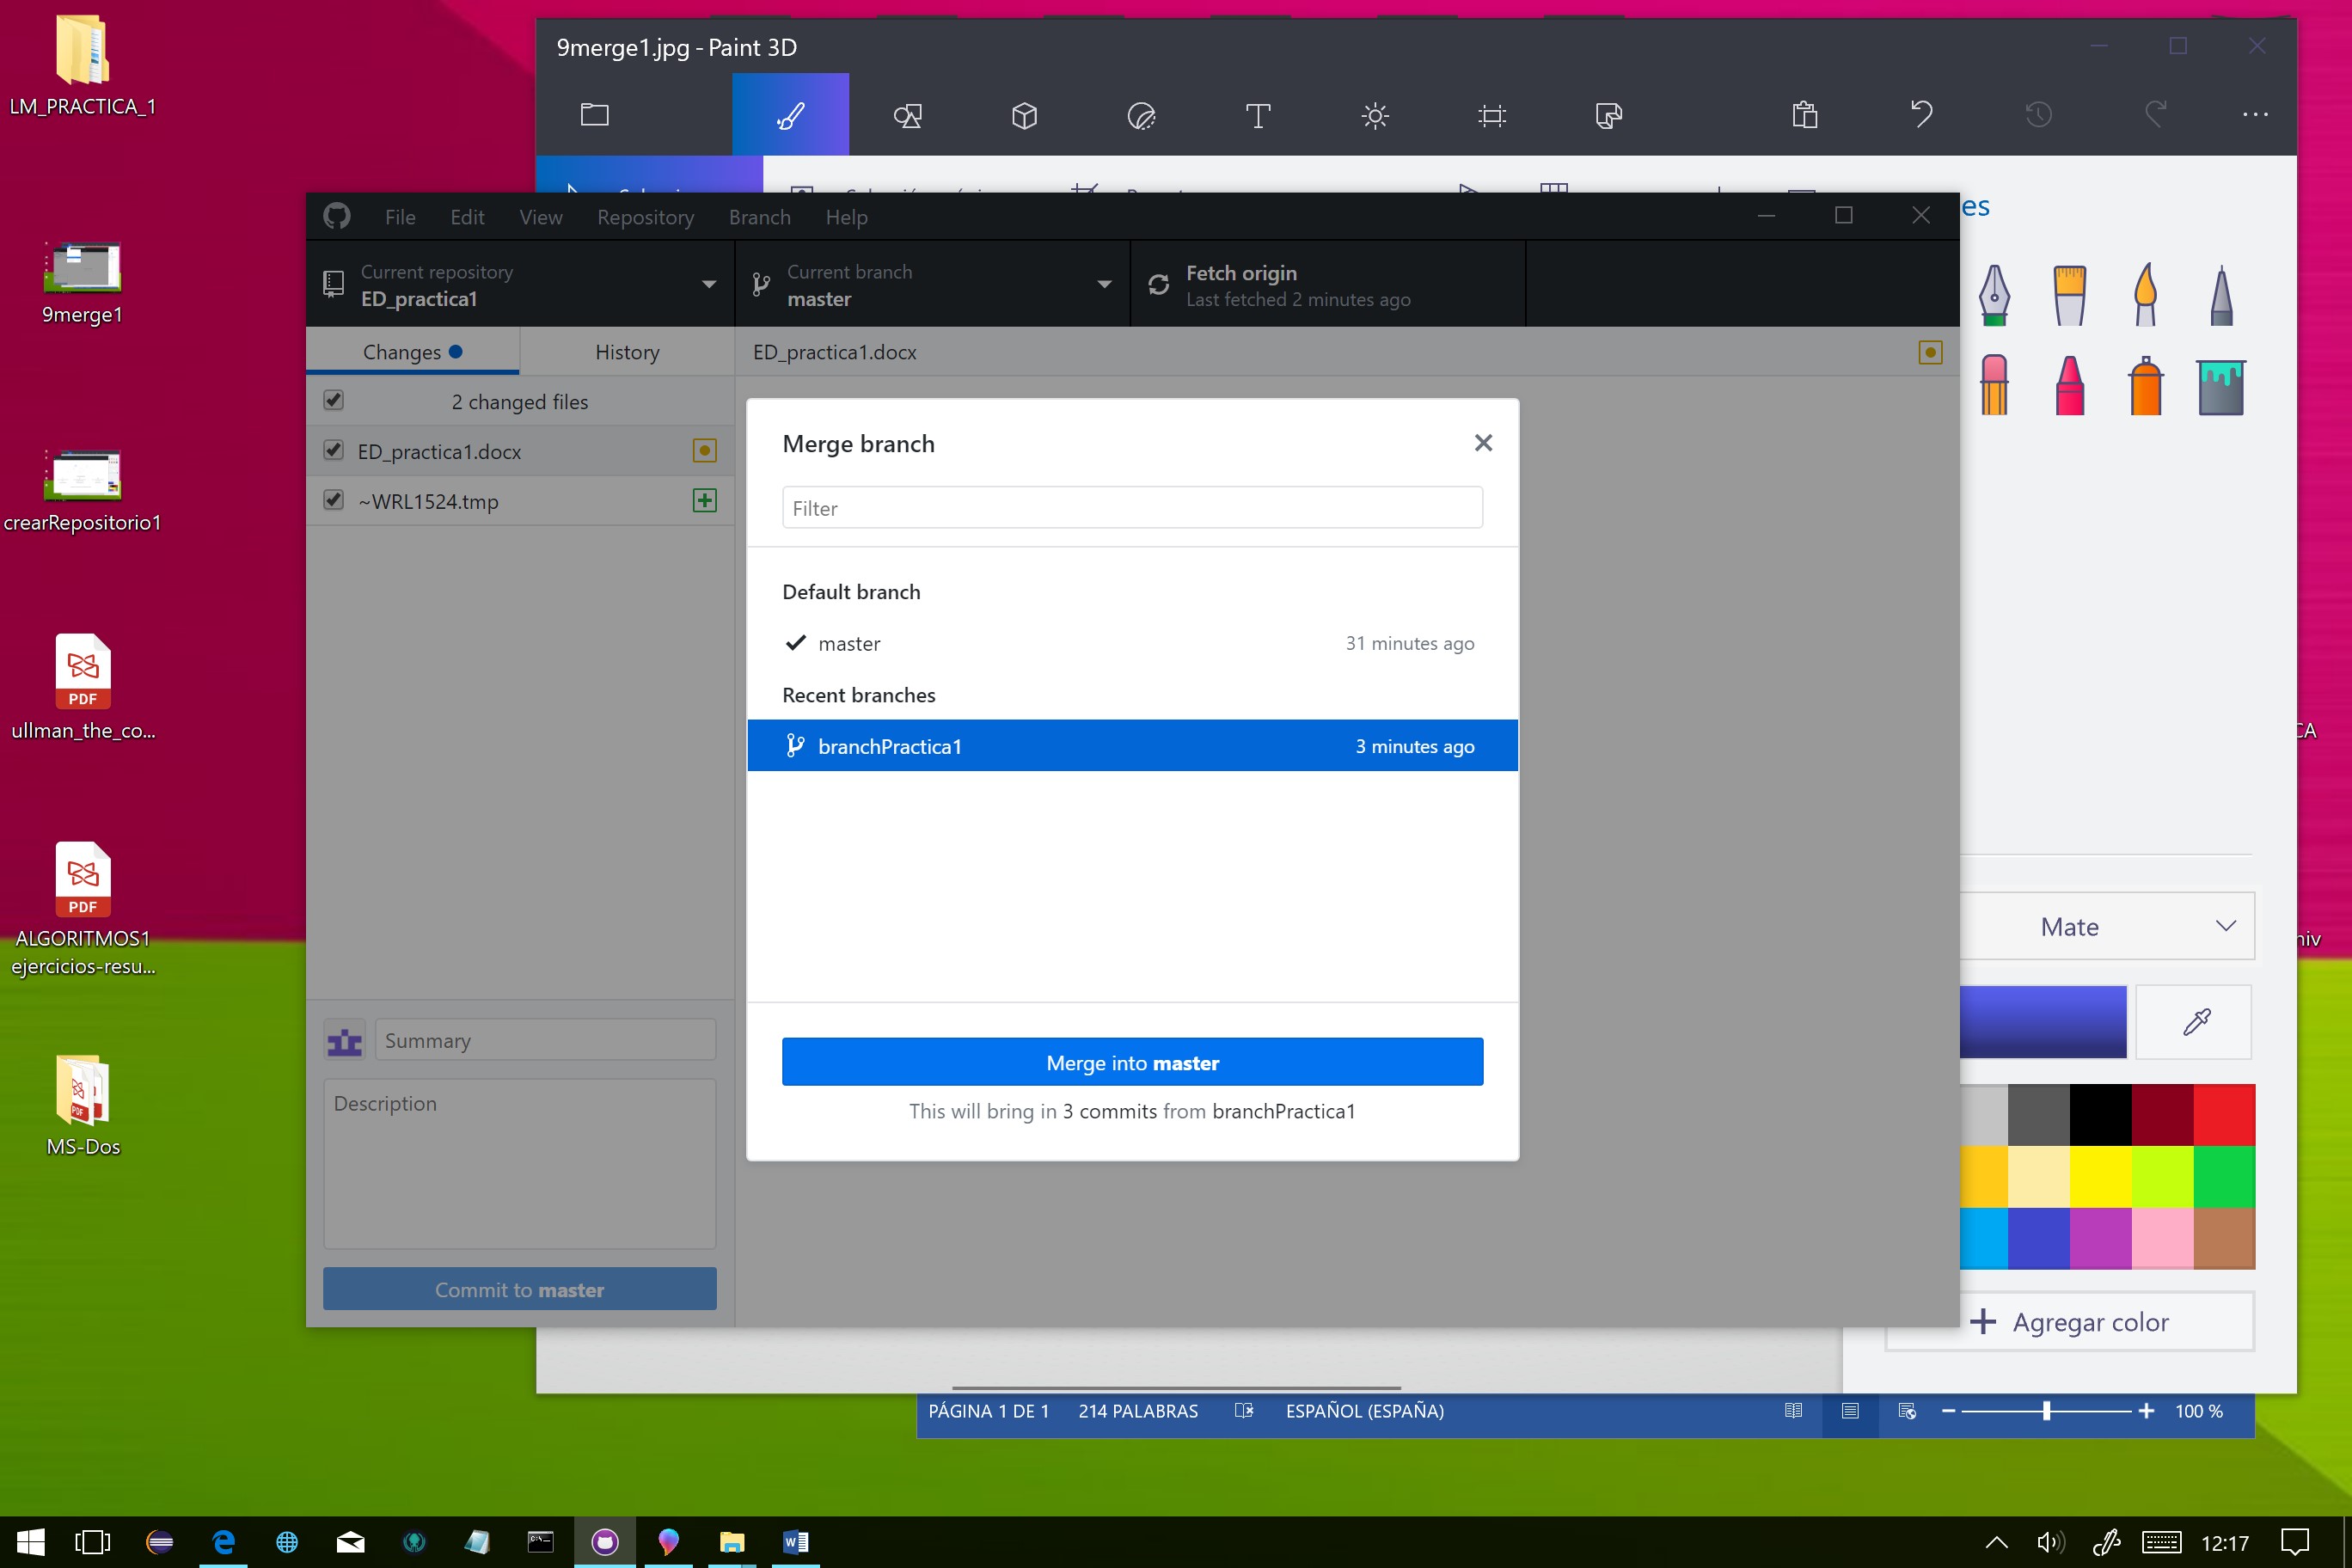 LM_PRACTICA_1
9merge1
crearRepositorio1
PDF
ullman_the_co...
PDF
ALGORITMOS1
ejercicios-resu...
PDF
MS-Dos
9merge1.jpg - Paint 3D
es
File Edit View Repository Branch Help
Current repository
ED_practica1
Current branch
master
Fetch origin
Last fetched 2 minutes ago
Changes
History
ED_practica1.docx
2 changed files
ED_practica1.docx
~WRL1524.tmp
Summary
Description
Commit to master
Merge branch
Filter
Default branch
master 31 minutes ago
Recent branches
branchPractica1 3 minutes ago
Merge into master
This will bring in 3 commits from branchPractica1
CA
Mate
hiv
Agregar color
PÁGINA 1 DE 1 214 PALABRAS ESPAÑOL (ESPAÑA) 100 %
12:17